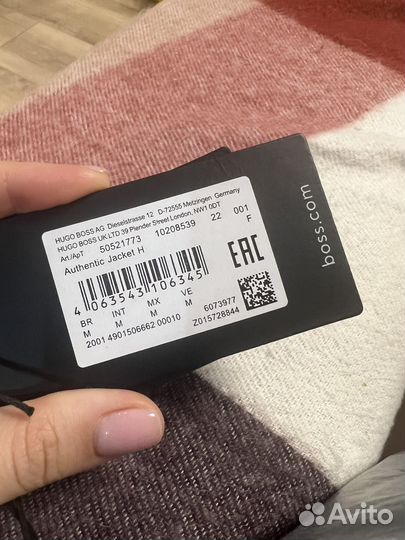 HUGO BOSS AG Dieselstrasse 12 D-72555 Metzingen Germany
HUGO BOSS UK LTD 39 Plender Street London, NW1 0DT
Art./Apт 50521773 10208539 22 001
Authentic Jacket H F
EAC
4 063543 106345
BR INT MX VE
M M M M 6073977
2001 4901506662 00010 Z015728844
boss.com
Avito